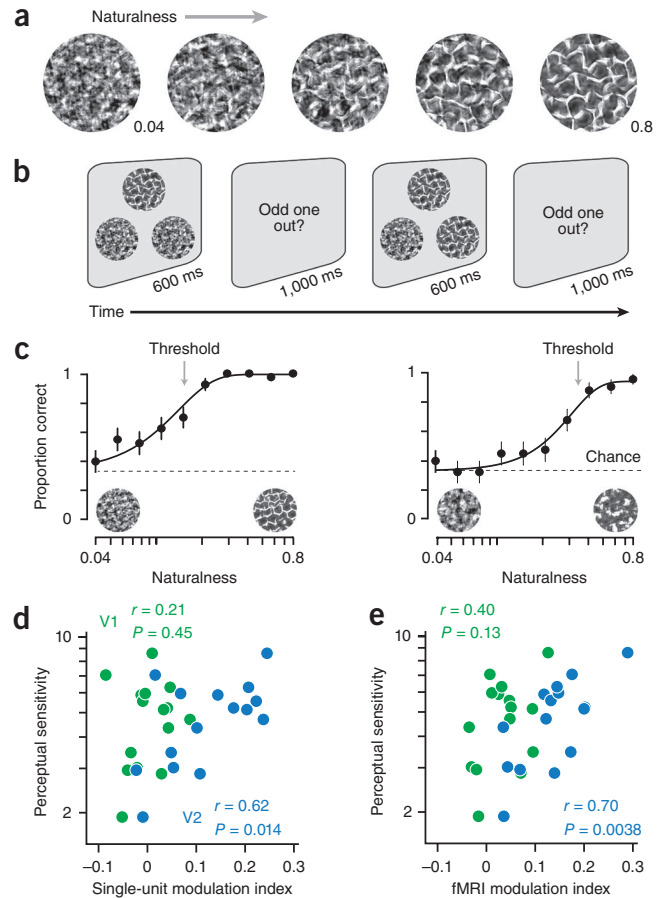 a
Naturalness
0.04
0.8
b
Odd one
out?
Odd one
out?
600 ms
1,000 ms
600 ms
1,000 ms
Time
c
Threshold
Threshold
1
1
Proportion correct
Chance
0
0
0.04
0.8
0.04
0.8
Naturalness
Naturalness
d
V1
r = 0.21
P = 0.45
10
Perceptual sensitivity
2
V2
r = 0.62
P = 0.014
–0.1
0
0.1
0.2
0.3
Single-unit modulation index
e
r = 0.40
P = 0.13
10
Perceptual sensitivity
2
r = 0.70
P = 0.0038
–0.1
0
0.1
0.2
0.3
fMRI modulation index